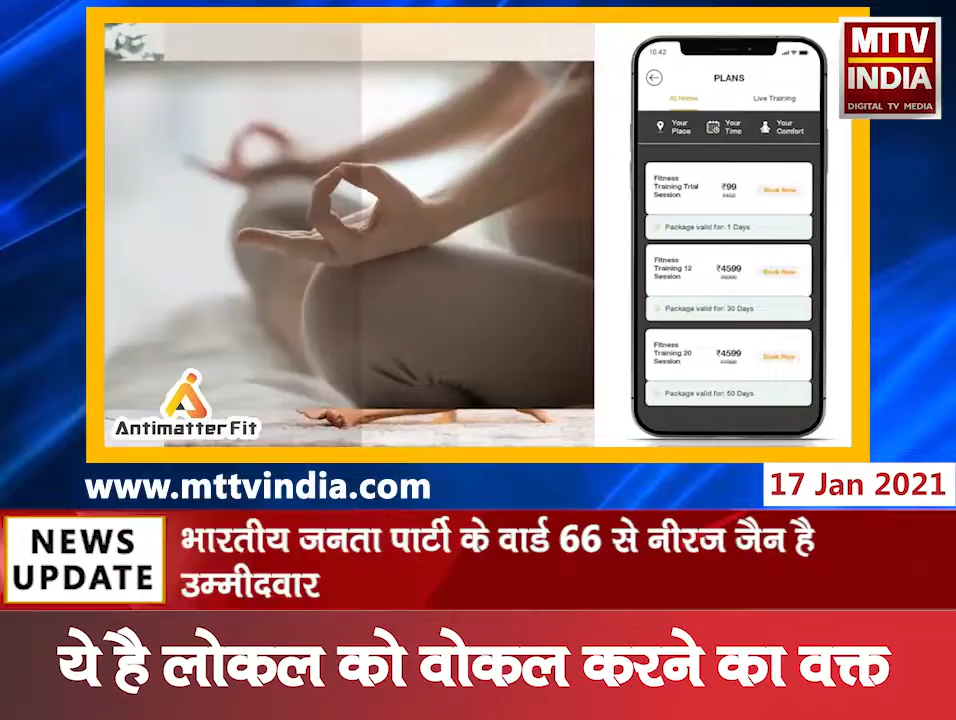 MTTV
INDIA
DIGITAL TV MEDIA
10.42
PLANS
At Home
Live Training
Your Place
Your Time
Your Comfort
Fitness
Training Trial
Session
₹99
Book Now
Package valid for: 1 Days
Fitness
Training 12
Session
₹4599
Book Now
Package valid for: 30 Days
Fitness
Training 20
Session
₹4599
Book Now
Package valid for: 50 Days
Antimatter Fit
www.mttvindia.com
17 Jan 2021
NEWS
UPDATE
भारतीय जनता पार्टी के वार्ड 66 से नीरज जैन है
उम्मीदवार
ये है लोकल को वोकल करने का वक्त